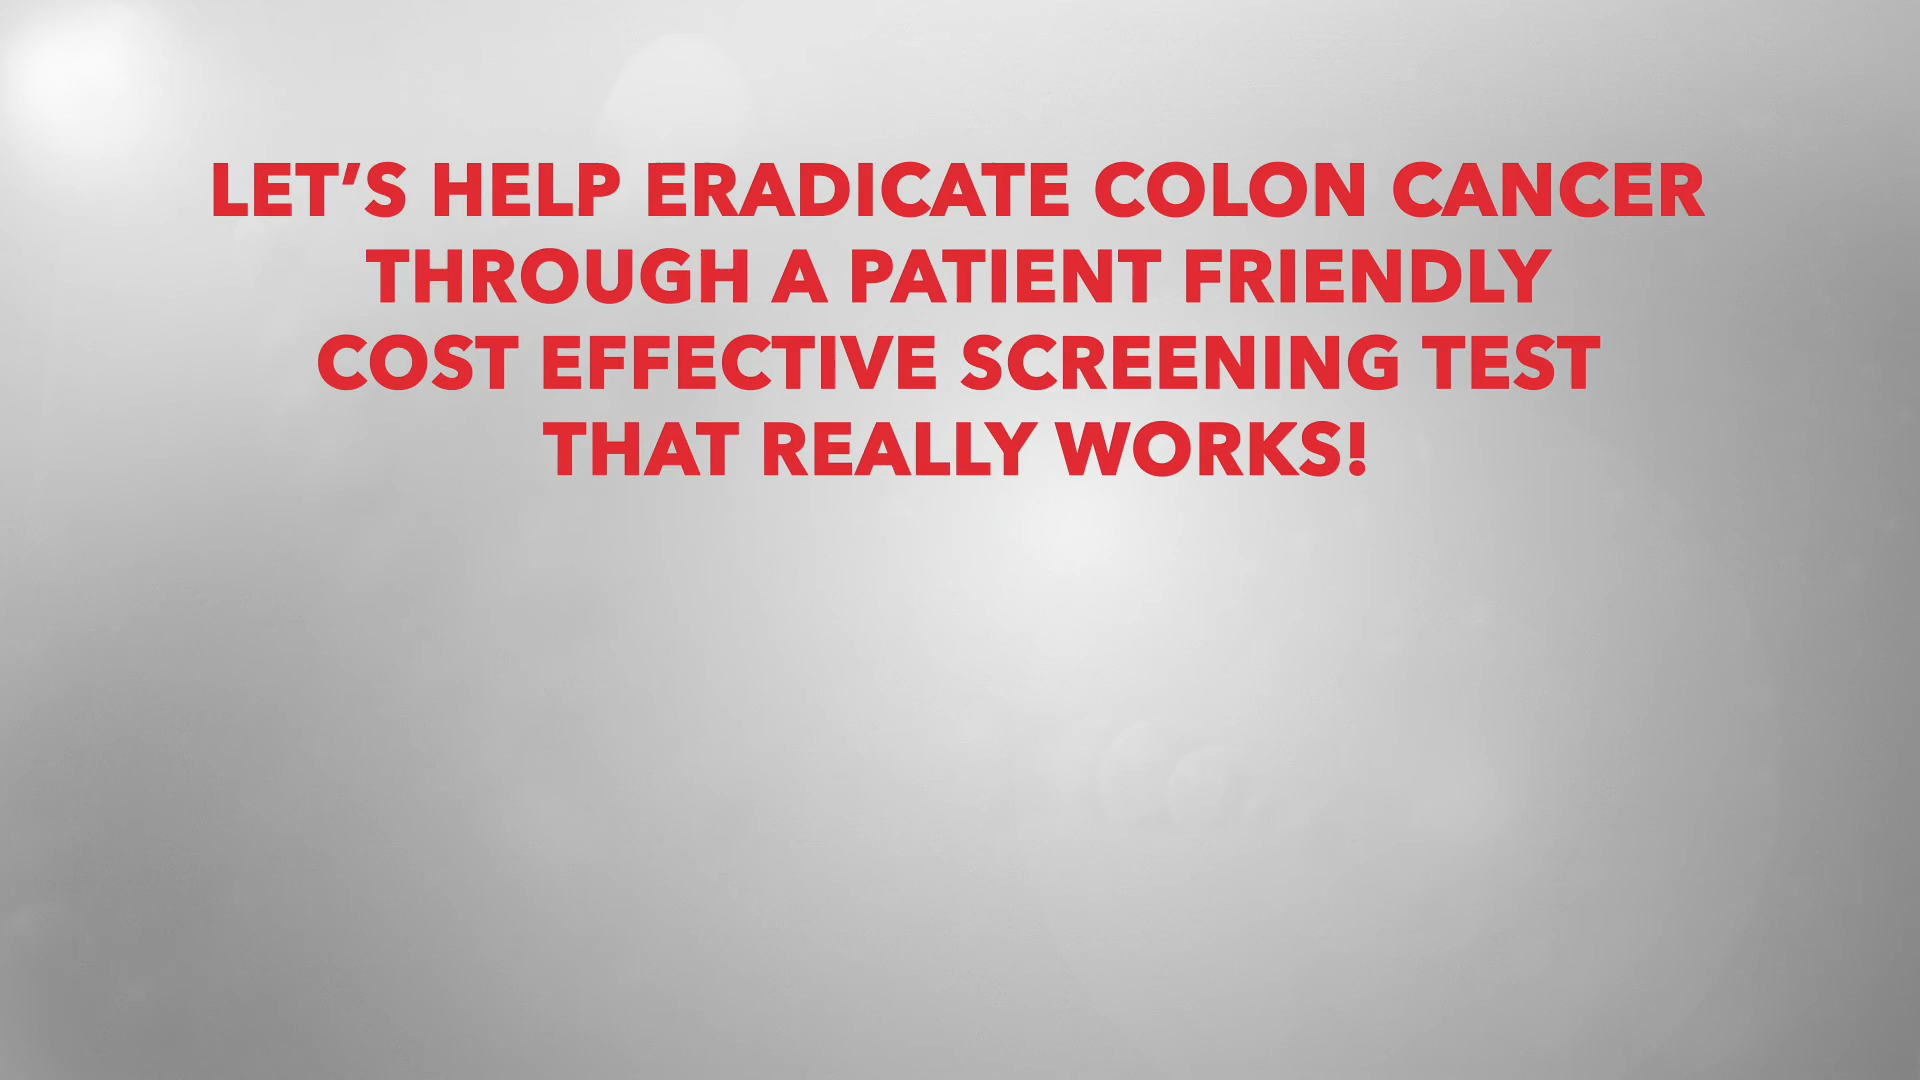 LET’S HELP ERADICATE COLON CANCER
THROUGH A PATIENT FRIENDLY
COST EFFECTIVE SCREENING TEST
THAT REALLY WORKS!